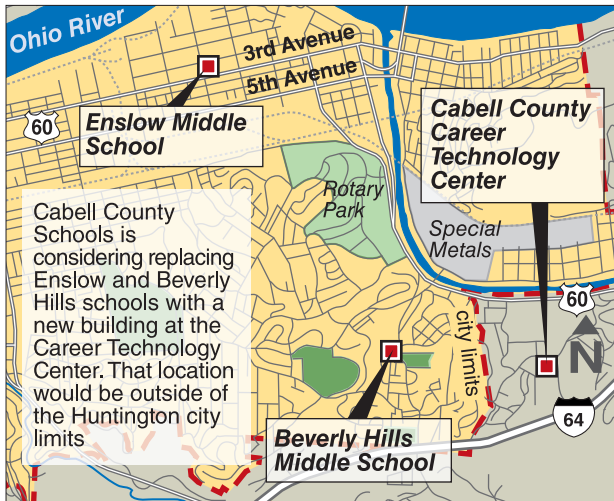 Ohio River
3rd Avenue
5th Avenue
60
Enslow Middle
School
Cabell County
Career
Technology
Center
Rotary
Park
Special
Metals
Cabell County
Schools is
considering replacing
Enslow and Beverly
Hills schools with a
new building at the
Career Technology
Center. That location
would be outside of
the Huntington city
limits
60
N
city limits
64
Beverly Hills
Middle School